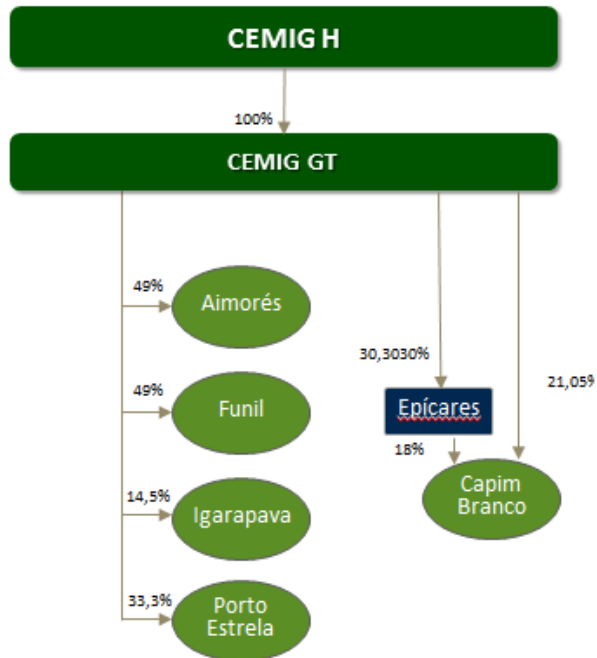 CEMIG H
100%
CEMIG GT
49%
Aimorés
49%
Funil
14,5%
Igarapava
33,3%
Porto
Estrela
30,3030%
Epícares
18%
21,05%
Capim
Branco